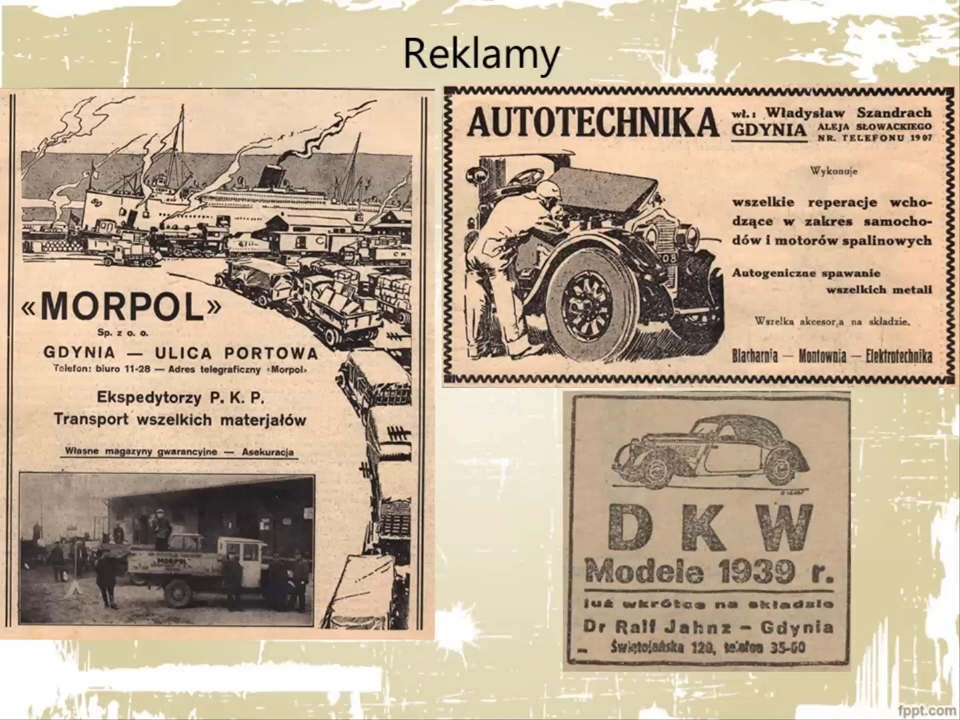 Reklamy
«MORPOL»
Sp. z o. o.
GDYNIA — ULICA PORTOWA
Telefon: biuro 11-28 — Adres telegraficzny «Morpol»
Ekspedytorzy P. K. P.
Transport wszelkich materjałów
Własne magazyny gwarancyjne — Asekuracja
MORPOL
AUTOTECHNIKA
wł.: Władysław Szandrach
GDYNIA ALEJA SŁOWACKIEGO
NR. TELEFONU 1907
Wykonuje
wszelkie reperacje wcho-
dzące w zakres samocho-
dów i motorów spalinowych
Autogeniczne spawanie
wszelkich metali
Wszelka akcesorja na składzie.
Blacharnia — Montownia — Elektrotechnika
DKW
Modele 1939 r.
już wkrótce na składzie
Dr Ralf Jahnz – Gdynia
Świętojańska 120, telefon 35-60
fppt.com